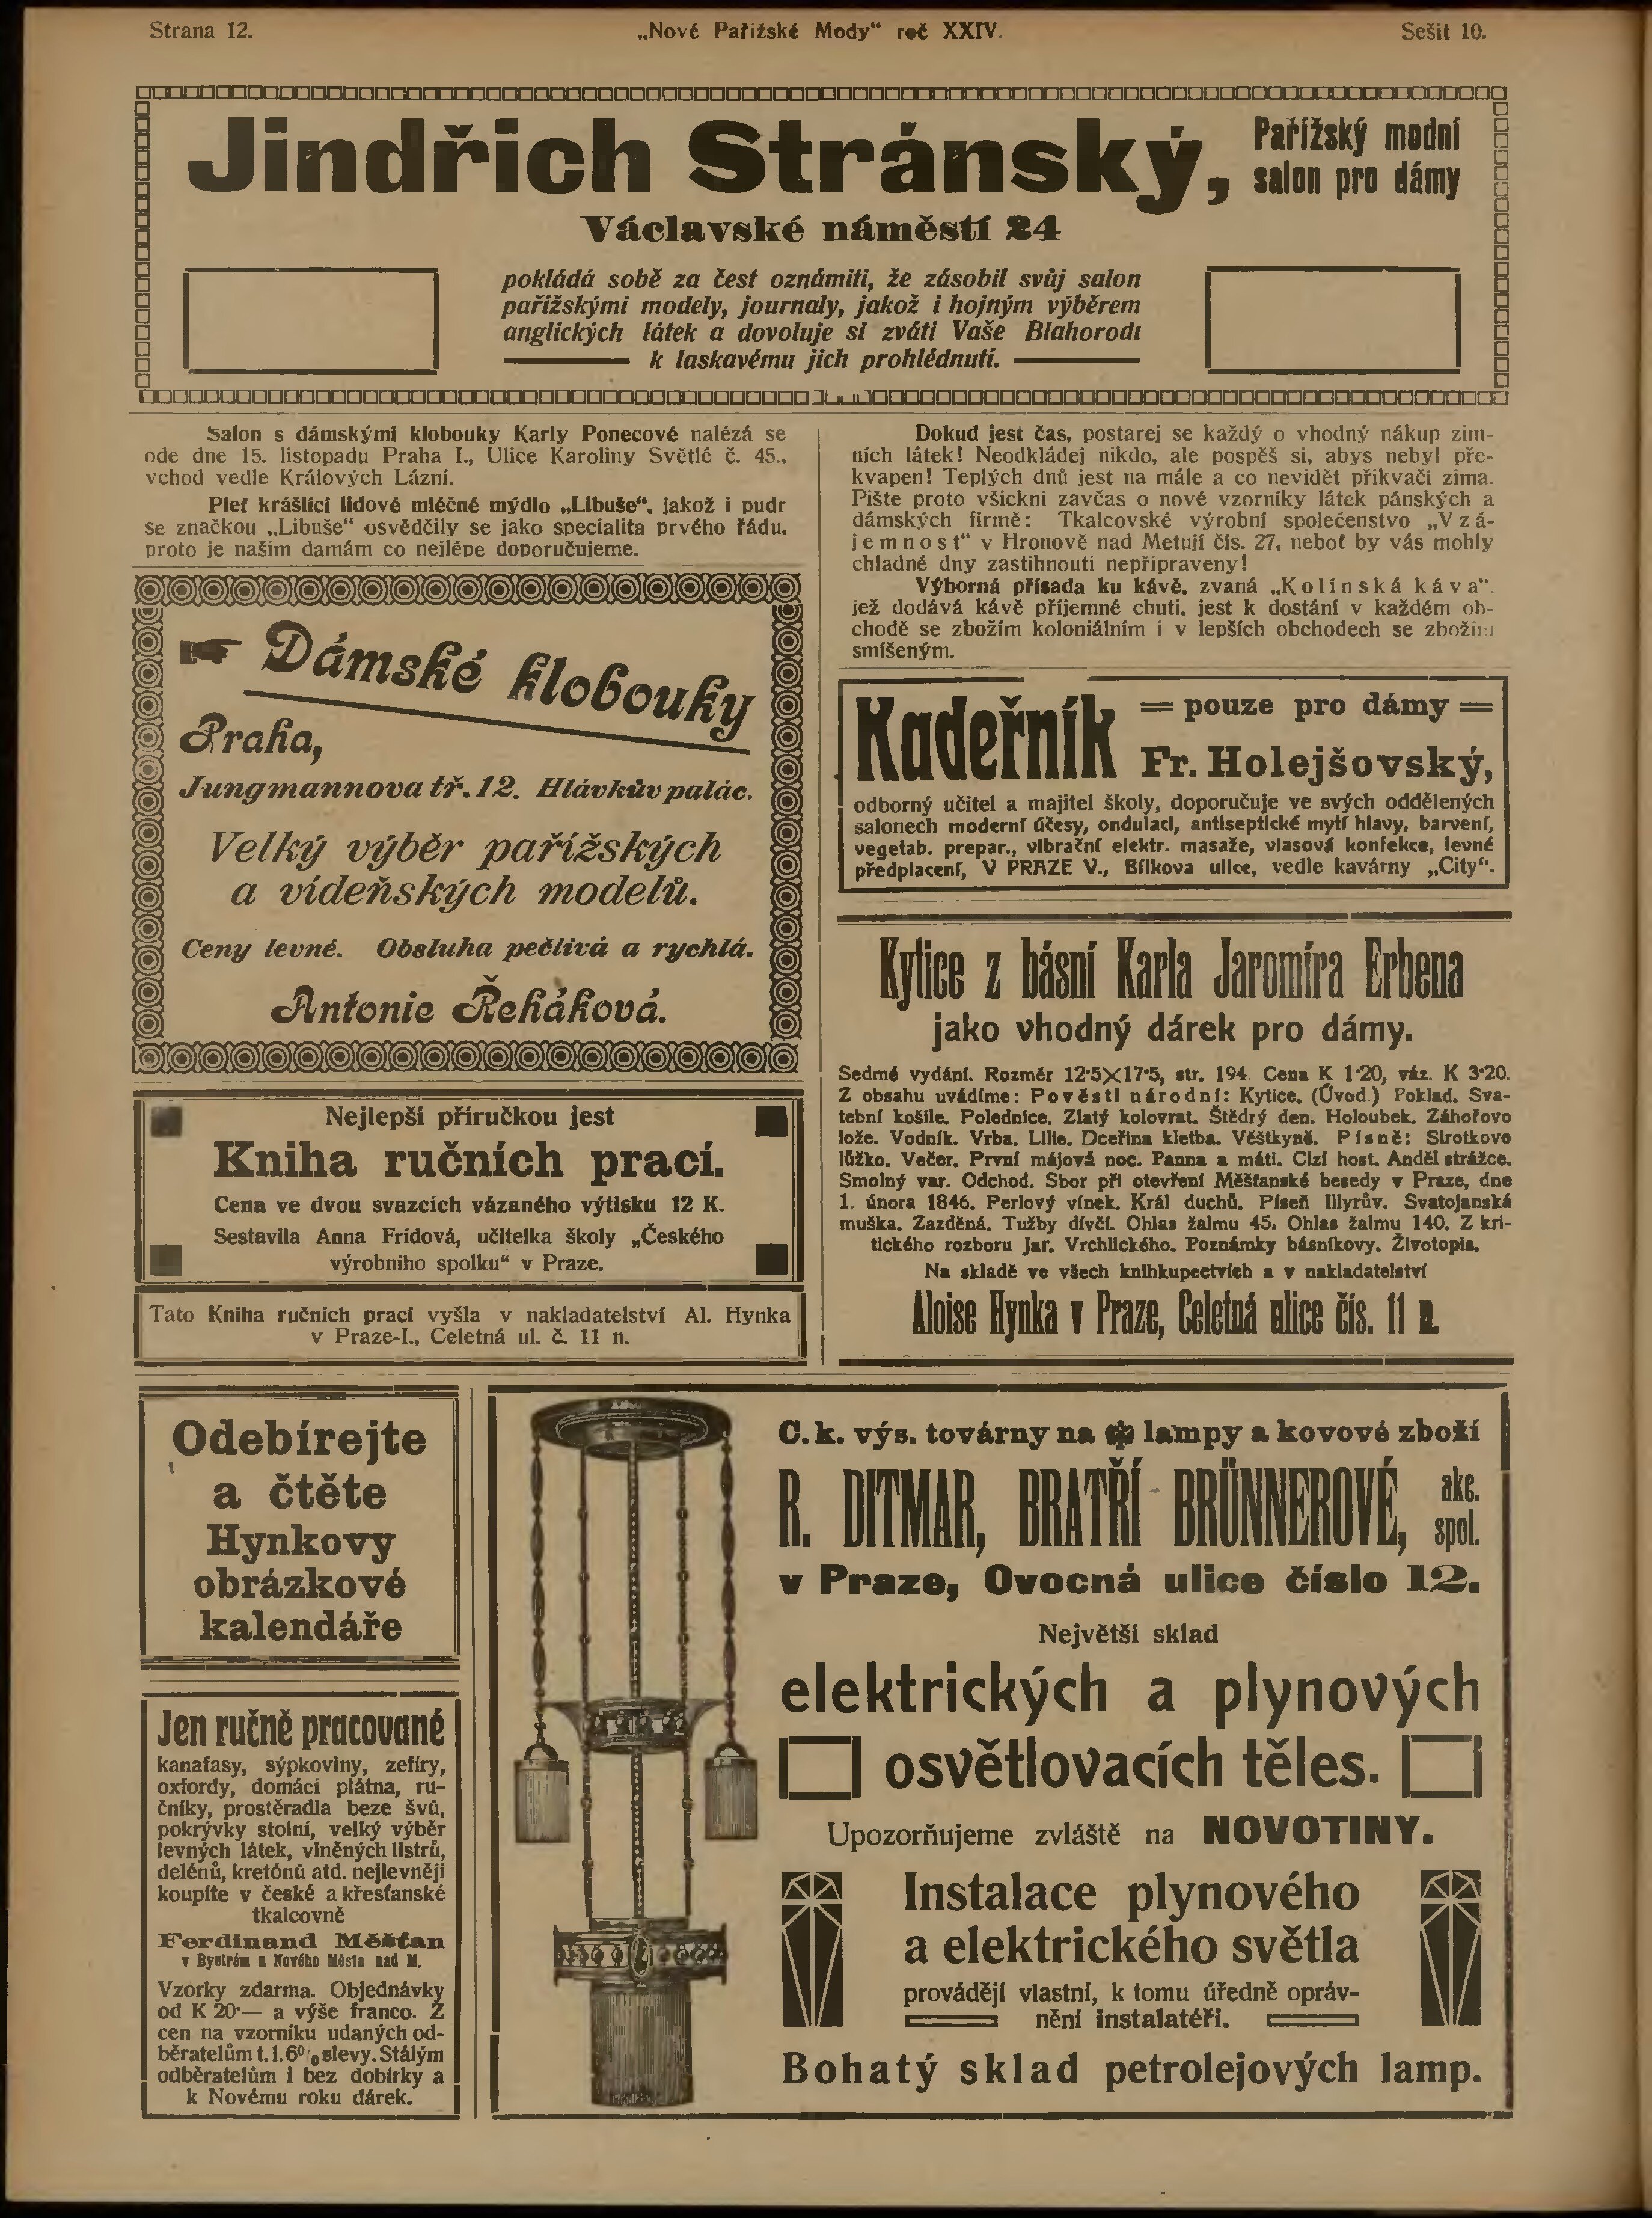 Strana 12.
„Nové Pařížské Mody“ roč XXIV.
Sešit 10.
Jindřich Stránský,
Pařížský modní
salon pro dámy
Václavské náměstí 24
pokládá sobě za čest oznámiti, že zásobil svůj salon
pařížskými modely, journaly, jakož i hojným výběrem
anglických látek a dovoluje si zváti Vaše Blahorodí
k laskavému jich prohlédnutí.
Salon s dámskými klobouky Karly Ponecové nalézá se
ode dne 15. listopadu Praha I., Ulice Karoliny Světlé č. 45.,
vchod vedle Králových Lázní.
Pleť krášlící lidové mléčné mýdlo „Libuše“, jakož i pudr
se značkou „Libuše“ osvědčily se jako specialita prvého řádu,
proto je našim damám co nejlépe doporučujeme.
Dámské klobouky
Praha,
Jungmannova tř. 12. Hlávkův palác.
Velký výběr pařížských
a vídeňských modelů.
Ceny levné. Obsluha pečlivá a rychlá.
Antonie Řeháková.
Nejlepší příručkou jest
Kniha ručních prací.
Cena ve dvou svazcích vázaného výtisku 12 K.
Sestavila Anna Frídová, učitelka školy „Českého
výrobního spolku“ v Praze.
Tato Kniha ručních prací vyšla v nakladatelství Al. Hynka
v Praze-I., Celetná ul. č. 11 n.
Dokud jest čas, postarej se každý o vhodný nákup zim-
ních látek! Neodkládej nikdo, ale pospěš si, abys nebyl pře-
kvapen! Teplých dnů jest na mále a co nevidět přikvačí zima.
Pište proto všickni zavčas o nové vzorníky látek pánských a
dámských firmě: Tkalcovské výrobní společenstvo „Vzá-
jemnost“ v Hronově nad Metují čís. 27, neboť by vás mohly
chladné dny zastihnouti nepřipraveny!
Výborná přísada ku kávě, zvaná „Kolínská káva“,
jež dodává kávě příjemné chuti, jest k dostání v každém ob-
chodě se zbožím koloniálním i v lepších obchodech se zbožím
smíšeným.
Kadeřník
= pouze pro dámy =
Fr. Holejšovský,
odborný učitel a majitel školy, doporučuje ve svých oddělených
salonech moderní účesy, ondulaci, antiseptické mytí hlavy, barvení,
vegetab. prepar., vibrační elektr. masaže, vlasová konfekce, levné
předplacení, V PRAZE V., Bílkova ulice, vedle kavárny „City“.
Kytice z básní Karla Jaromíra Erbena
jako vhodný dárek pro dámy.
Sedmé vydání. Rozměr 12·5×17·5, str. 194. Cena K 1·20, váz. K 3·20.
Z obsahu uvádíme: Pověsti národní: Kytice. (Úvod.) Poklad. Sva-
tební košile. Polednice. Zlatý kolovrat. Štědrý den. Holoubek. Záhořovo
lože. Vodník. Vrba. Lilie. Dceřina kletba. Věštkyně. Písně: Sirotkovo
lůžko. Večer. První májová noc. Panna a máti. Cizí host. Anděl strážce.
Smolný var. Odchod. Sbor při otevření Měšťanské besedy v Praze, dne
1. února 1846. Perlový vínek. Král duchů. Píseň Illyrův. Svatojanská
muška. Zazděná. Tužby dívčí. Ohlas žalmu 45. Ohlas žalmu 140. Z kri-
tického rozboru Jar. Vrchlického. Poznámky básníkovy. Životopis.
Na skladě ve všech knihkupectvích a v nakladatelství
Aloise Hynka v Praze, Celetná ulice čís. 11 n.
Odebírejte
a čtěte
Hynkovy
obrázkové
kalendáře
Jen ručně pracované
kanafasy, sýpkoviny, zefíry,
oxfordy, domácí plátna, ru-
čníky, prostěradla beze švů,
pokrývky stolní, velký výběr
levných látek, vlněných listrů,
delénů, kretónů atd. nejlevněji
koupíte v české a křesťanské
tkalcovně
Ferdinand Měšťan
v Bystrém u Nového Města nad M.
Vzorky zdarma. Objednávky
od K 20·— a výše franco. Z
cen na vzorníku udaných od-
běratelům t. l. 6% slevy. Stálým
odběratelům i bez dobírky a
k Novému roku dárek.
C. k. výs. továrny na lampy a kovové zboží
R. DITMAR, BRATŘÍ BRÜNNEROVÉ,
akc.
spol.
v Praze, Ovocná ulice číslo 12.
Největší sklad
elektrických a plynových
osvětlovacích těles.
Upozorňujeme zvláště na NOVOTINY.
Instalace plynového
a elektrického světla
provádějí vlastní, k tomu úředně opráv-
nění instalatéři.
Bohatý sklad petrolejových lamp.